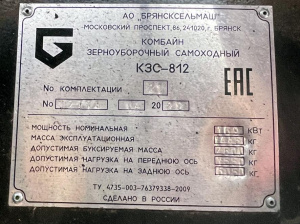 АО БРЯНСКСЕЛЬМАШ
МОСКОВСКИЙ ПРОСПЕКТ, 86, 241020, г. БРЯНСК
КОМБАЙН
ЗЕРНОУБОРОЧНЫЙ САМОХОДНЫЙ
КЗС-812
ЕАС
No КОМПЛЕКТАЦИИ
No 20
МОЩНОСТЬ НОМИНАЛЬНАЯ кВт
МАССА ЭКСПЛУАТАЦИОННАЯ кг
ДОПУСТИМАЯ БУКСИРУЕМАЯ МАССА кг
ДОПУСТИМАЯ НАГРУЗКА НА ПЕРЕДНЮЮ ОСЬ кг
ДОПУСТИМАЯ НАГРУЗКА НА ЗАДНЮЮ ОСЬ кг
ТУ 4735-003-76379338-2009
СДЕЛАНО В РОССИИ